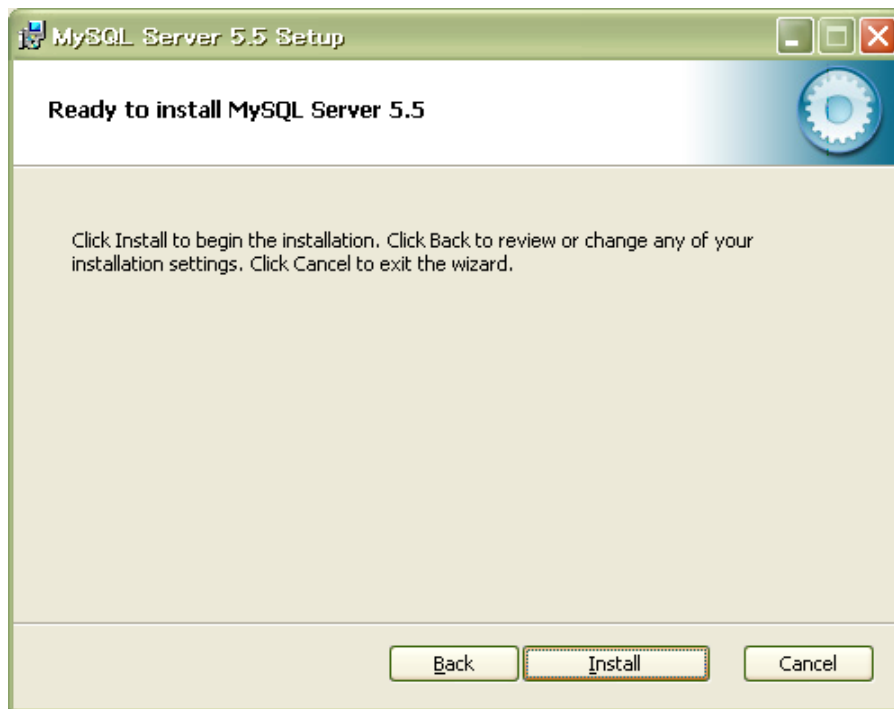 MySQL Server 5.5 Setup
Ready to install MySQL Server 5.5
Click Install to begin the installation. Click Back to review or change any of your
installation settings. Click Cancel to exit the wizard.
Back Install Cancel